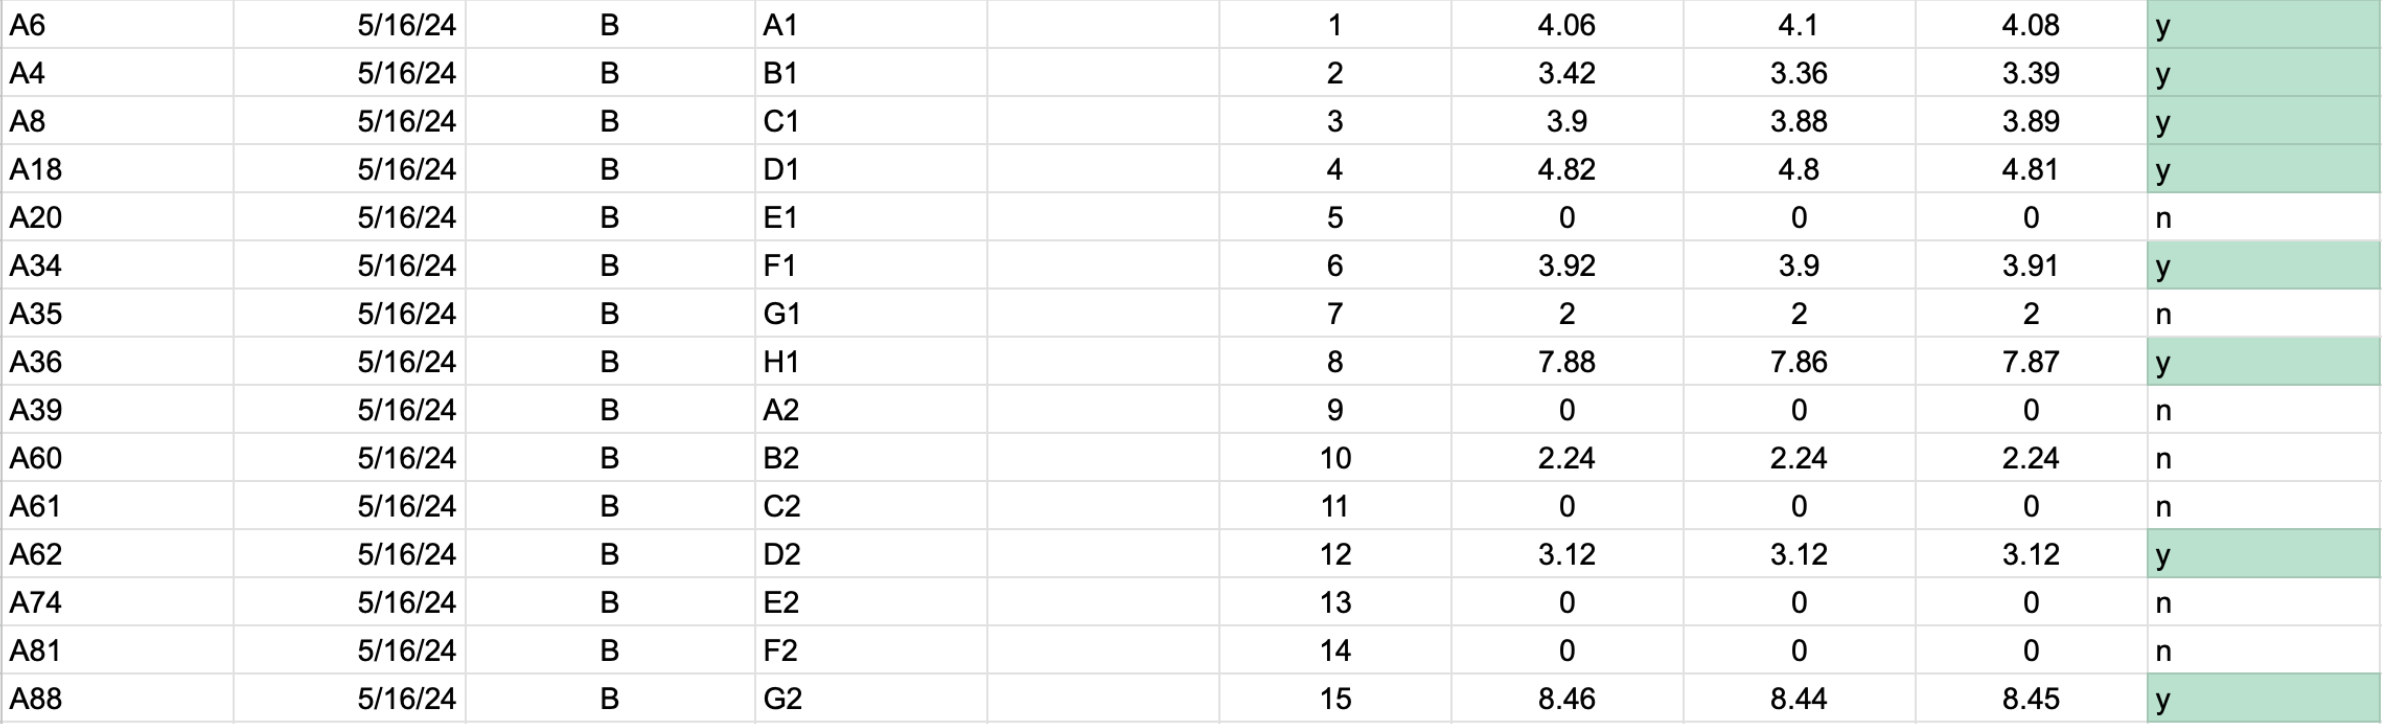 A6 5/16/24 B A1 1 4.06 4.1 4.08 y
A4 5/16/24 B B1 2 3.42 3.36 3.39 y
A8 5/16/24 B C1 3 3.9 3.88 3.89 y
A18 5/16/24 B D1 4 4.82 4.8 4.81 y
A20 5/16/24 B E1 5 0 0 0 n
A34 5/16/24 B F1 6 3.92 3.9 3.91 y
A35 5/16/24 B G1 7 2 2 2 n
A36 5/16/24 B H1 8 7.88 7.86 7.87 y
A39 5/16/24 B A2 9 0 0 0 n
A60 5/16/24 B B2 10 2.24 2.24 2.24 n
A61 5/16/24 B C2 11 0 0 0 n
A62 5/16/24 B D2 12 3.12 3.12 3.12 y
A74 5/16/24 B E2 13 0 0 0 n
A81 5/16/24 B F2 14 0 0 0 n
A88 5/16/24 B G2 15 8.46 8.44 8.45 y